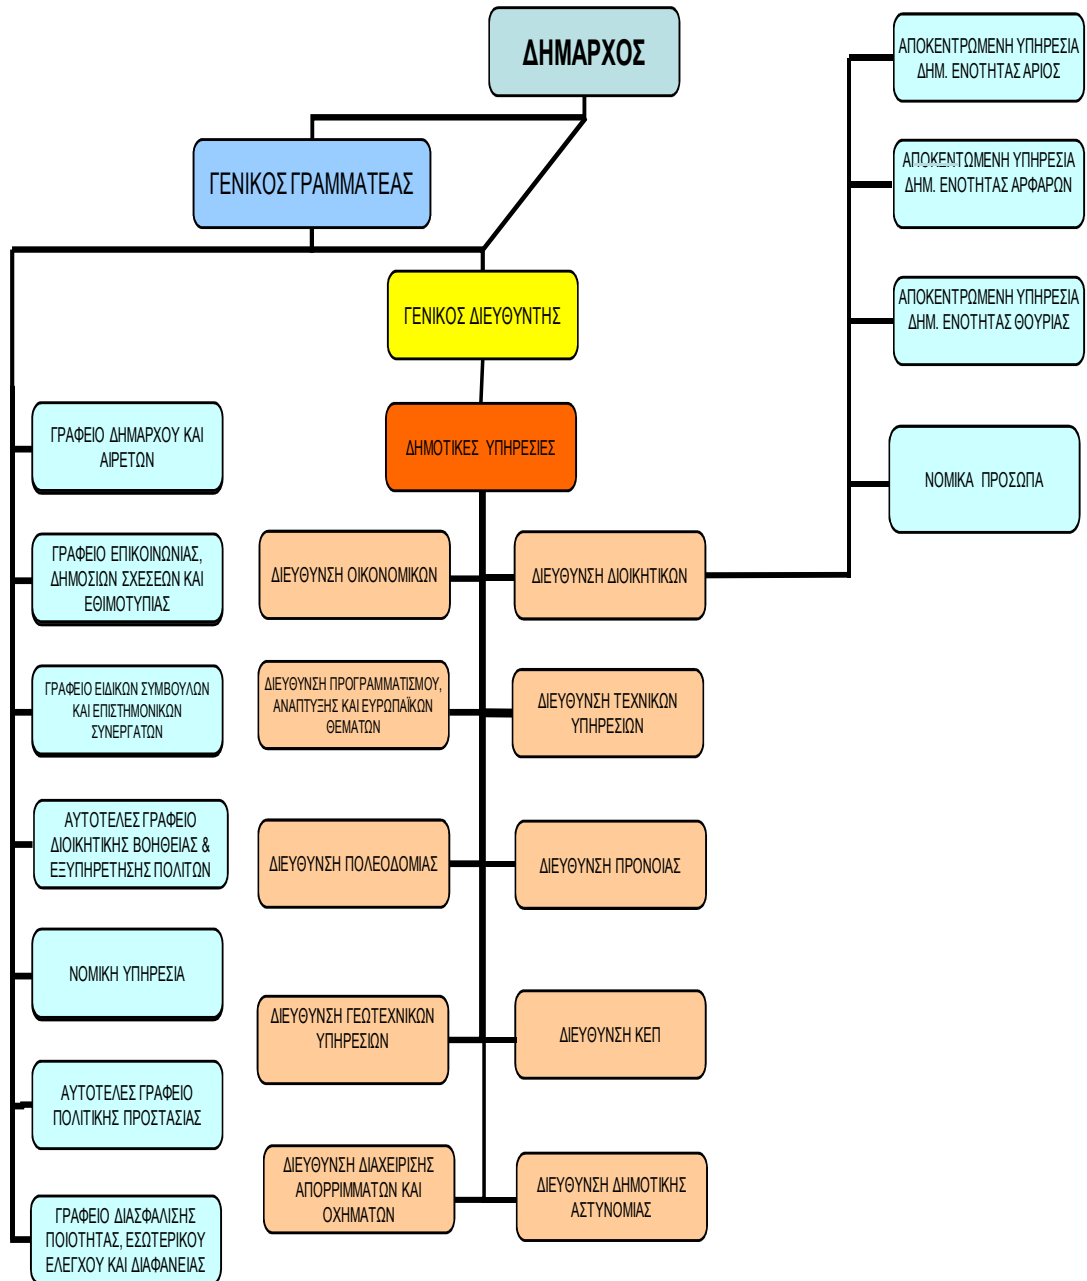 ΔΗΜΑΡΧΟΣ
ΓΕΝΙΚΟΣ ΓΡΑΜΜΑΤΕΑΣ
ΓΕΝΙΚΟΣ ΔΙΕΥΘΥΝΤΗΣ
ΔΗΜΟΤΙΚΕΣ ΥΠΗΡΕΣΙΕΣ
ΓΡΑΦΕΙΟ ΔΗΜΑΡΧΟΥ ΚΑΙ
ΑΙΡΕΤΩΝ
ΓΡΑΦΕΙΟ ΕΠΙΚΟΙΝΩΝΙΑΣ,
ΔΗΜΟΣΙΩΝ ΣΧΕΣΕΩΝ ΚΑΙ
ΕΘΙΜΟΤΥΠΙΑΣ
ΓΡΑΦΕΙΟ ΕΙΔΙΚΩΝ ΣΥΜΒΟΥΛΩΝ
ΚΑΙ ΕΠΙΣΤΗΜΟΝΙΚΩΝ
ΣΥΝΕΡΓΑΤΩΝ
ΑΥΤΟΤΕΛΕΣ ΓΡΑΦΕΙΟ
ΔΙΟΙΚΗΤΙΚΗΣ ΒΟΗΘΕΙΑΣ &
ΕΞΥΠΗΡΕΤΗΣΗΣ ΠΟΛΙΤΩΝ
ΝΟΜΙΚΗ ΥΠΗΡΕΣΙΑ
ΑΥΤΟΤΕΛΕΣ ΓΡΑΦΕΙΟ
ΠΟΛΙΤΙΚΗΣ ΠΡΟΣΤΑΣΙΑΣ
ΓΡΑΦΕΙΟ ΔΙΑΣΦΑΛΙΣΗΣ
ΠΟΙΟΤΗΤΑΣ, ΕΣΩΤΕΡΙΚΟΥ
ΕΛΕΓΧΟΥ ΚΑΙ ΔΙΑΦΑΝΕΙΑΣ
ΔΙΕΥΘΥΝΣΗ ΟΙΚΟΝΟΜΙΚΩΝ
ΔΙΕΥΘΥΝΣΗ ΔΙΟΙΚΗΤΙΚΩΝ
ΔΙΕΥΘΥΝΣΗ ΠΡΟΓΡΑΜΜΑΤΙΣΜΟΥ,
ΑΝΑΠΤΥΞΗΣ ΚΑΙ ΕΥΡΩΠΑΪΚΩΝ
ΘΕΜΑΤΩΝ
ΔΙΕΥΘΥΝΣΗ ΤΕΧΝΙΚΩΝ
ΥΠΗΡΕΣΙΩΝ
ΔΙΕΥΘΥΝΣΗ ΠΟΛΕΟΔΟΜΙΑΣ
ΔΙΕΥΘΥΝΣΗ ΠΡΟΝΟΙΑΣ
ΔΙΕΥΘΥΝΣΗ ΓΕΩΤΕΧΝΙΚΩΝ
ΥΠΗΡΕΣΙΩΝ
ΔΙΕΥΘΥΝΣΗ ΚΕΠ
ΔΙΕΥΘΥΝΣΗ ΔΙΑΧΕΙΡΙΣΗΣ
ΑΠΟΡΡΙΜΜΑΤΩΝ ΚΑΙ
ΟΧΗΜΑΤΩΝ
ΔΙΕΥΘΥΝΣΗ ΔΗΜΟΤΙΚΗΣ
ΑΣΤΥΝΟΜΙΑΣ
ΑΠΟΚΕΝΤΡΩΜΕΝΗ ΥΠΗΡΕΣΙΑ
ΔΗΜ. ΕΝΟΤΗΤΑΣ ΑΡΙΟΣ
ΑΠΟΚΕΝΤΩΜΕΝΗ ΥΠΗΡΕΣΙΑ
ΔΗΜ. ΕΝΟΤΗΤΑΣ ΑΡΦΑΡΩΝ
ΑΠΟΚΕΝΤΡΩΜΕΝΗ ΥΠΗΡΕΣΙΑ
ΔΗΜ. ΕΝΟΤΗΤΑΣ ΘΟΥΡΙΑΣ
ΝΟΜΙΚΑ ΠΡΟΣΩΠΑ